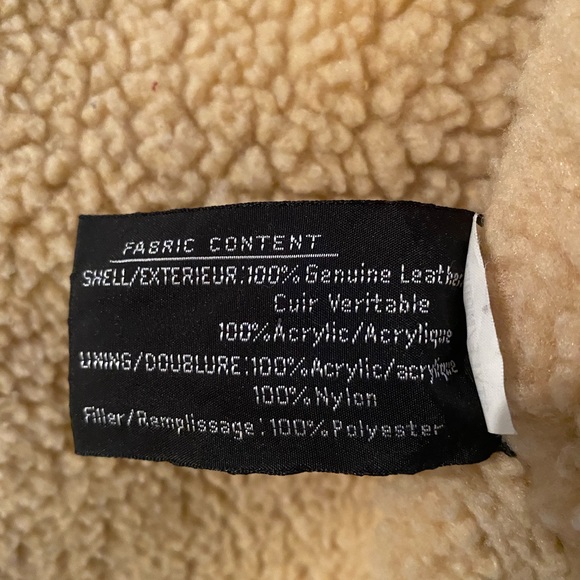 FABRIC CONTENT
SHELL/EXTERIEUR:100% Genuine Leather
Cuir Veritable
100%Acrylic/Acrylique
LINING/DOUBLURE:100%Acrylic/acrylique
100%Nylon
Filler/Remplissage:100%Polyester